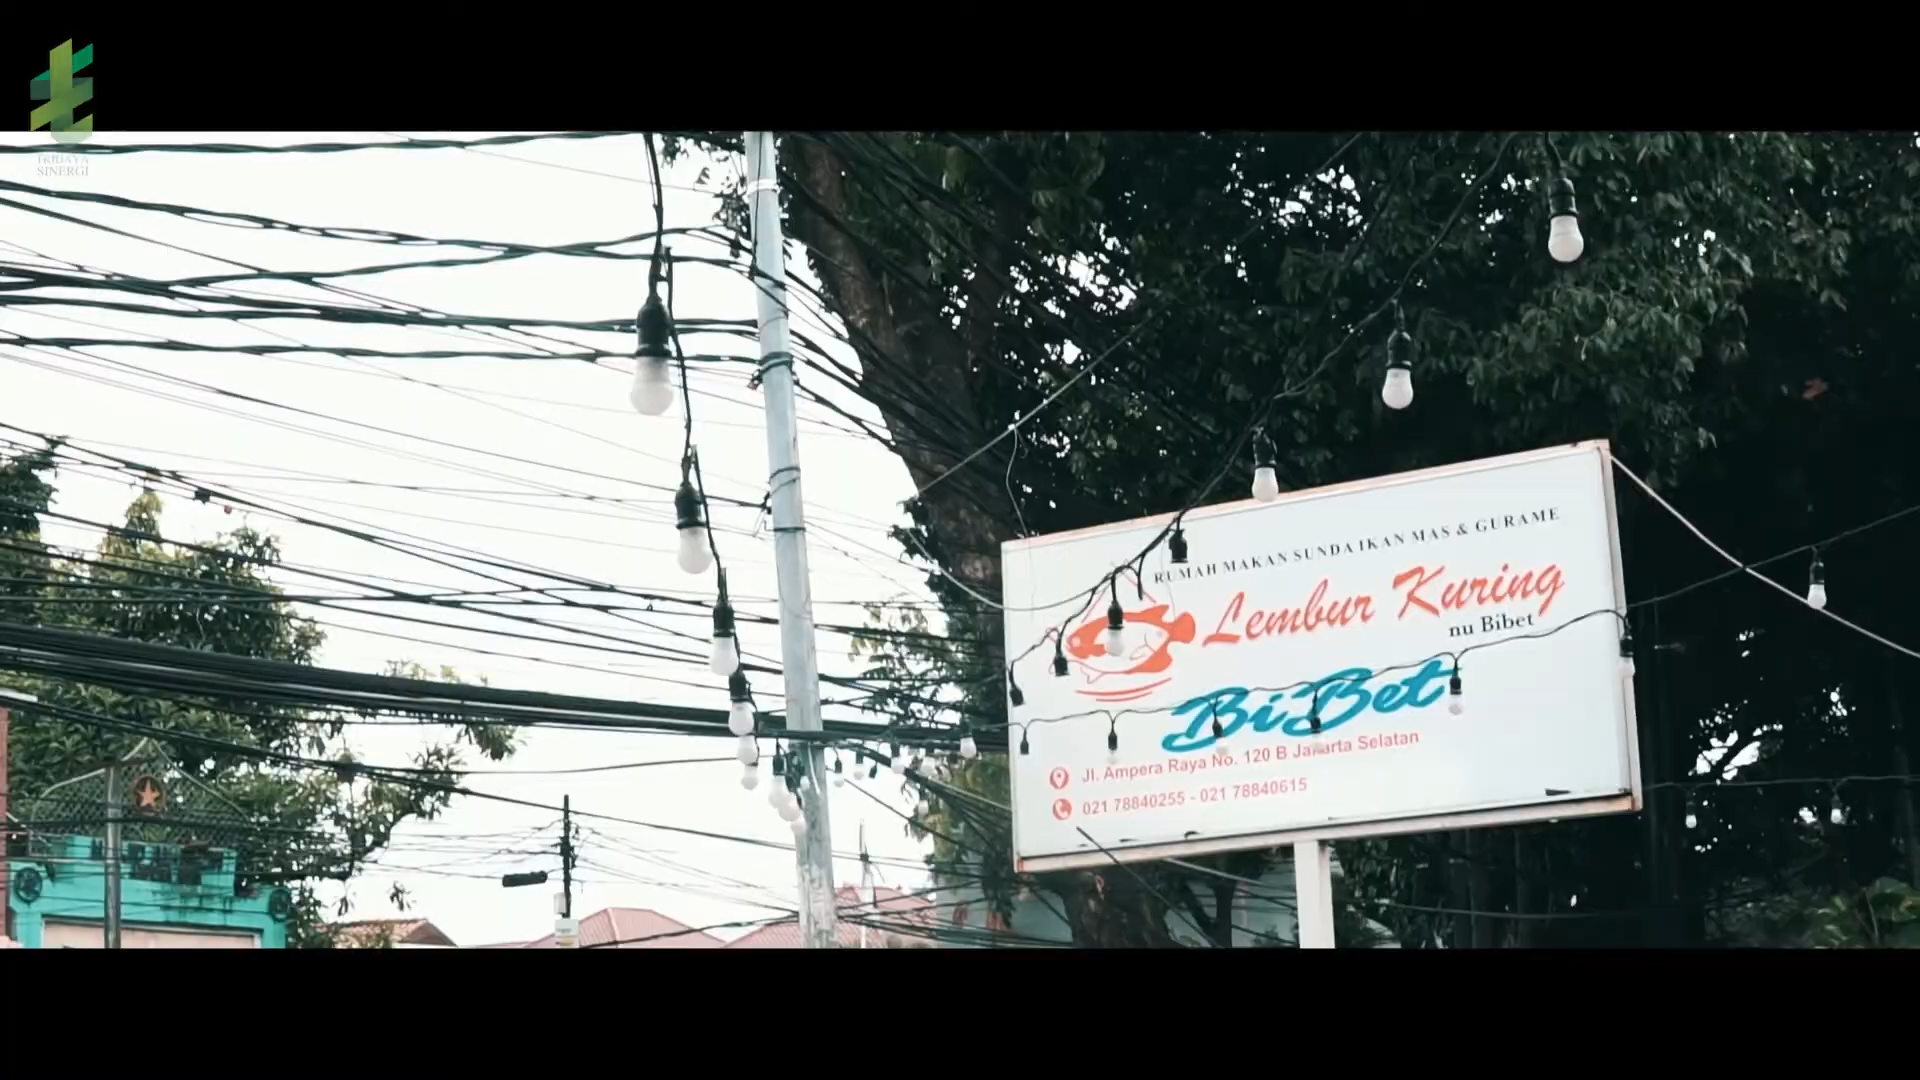 TRIDAYA
SINERGI
RUMAH MAKAN SUNDA IKAN MAS & GURAME
Lembur Kuring
nu Bibet
BiBet
Jl. Ampera Raya No. 120 B Jakarta Selatan
021 78840255 - 021 78840615